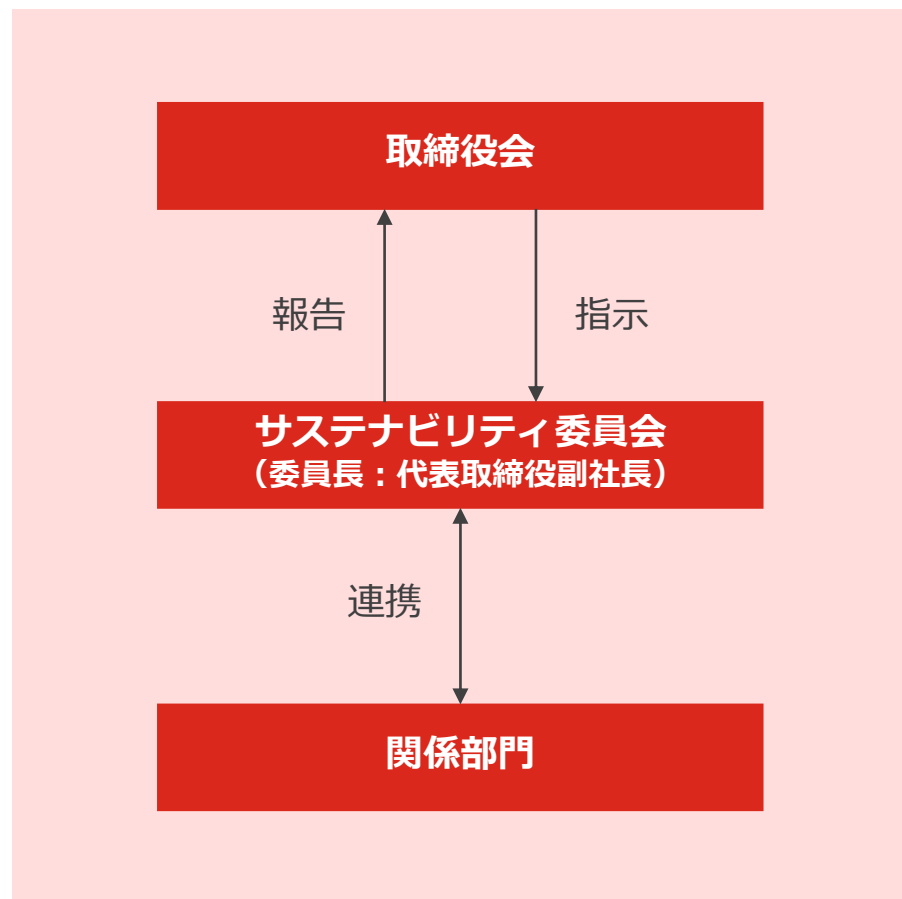 取締役会
報告
指示
サステナビリティ委員会
（委員長：代表取締役副社長）
連携
関係部門